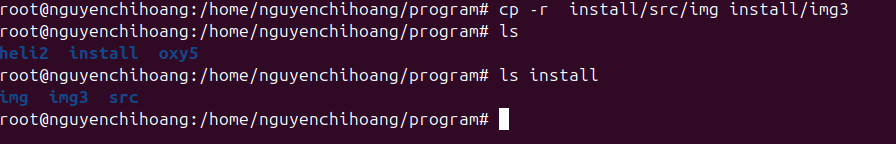 root@nguyenchihoang:/home/nguyenchihoang/program# cp -r  install/src/img install/img3
root@nguyenchihoang:/home/nguyenchihoang/program# ls
heli2  install  oxy5
root@nguyenchihoang:/home/nguyenchihoang/program# ls install
img  img3  src
root@nguyenchihoang:/home/nguyenchihoang/program#